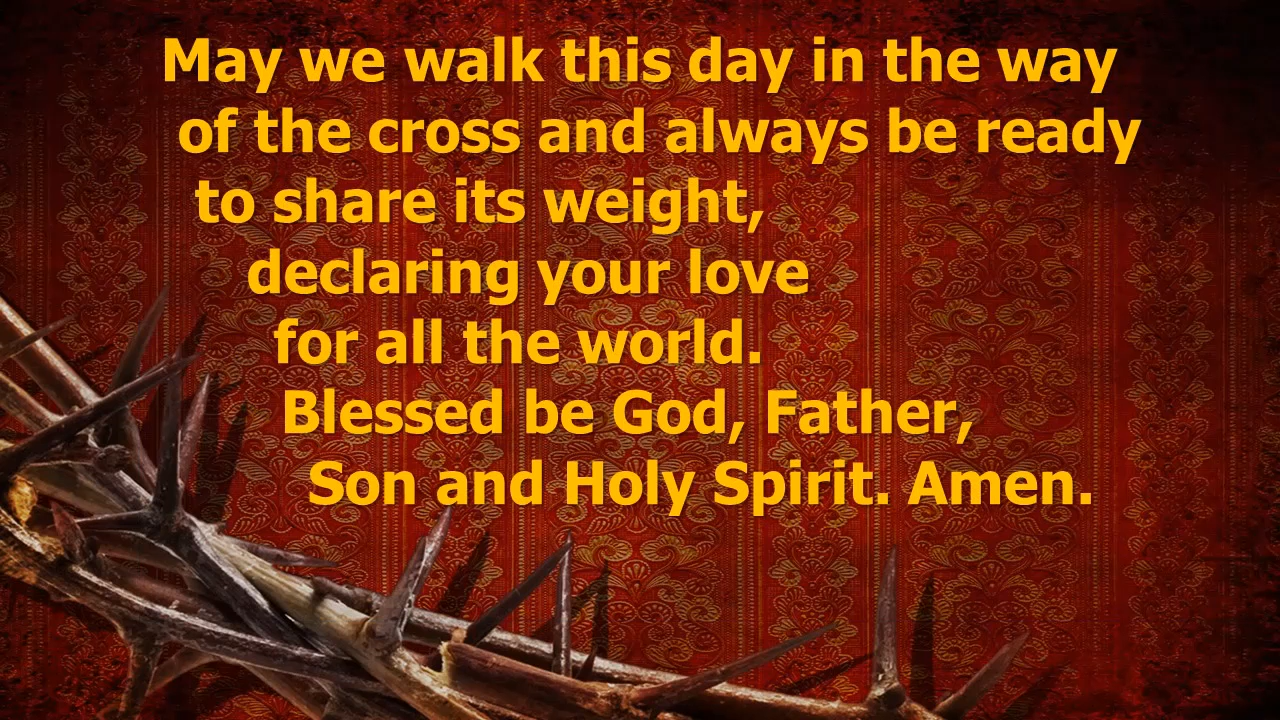 May we walk this day in the way
of the cross and always be ready
to share its weight,
declaring your love
for all the world.
Blessed be God, Father,
Son and Holy Spirit. Amen.